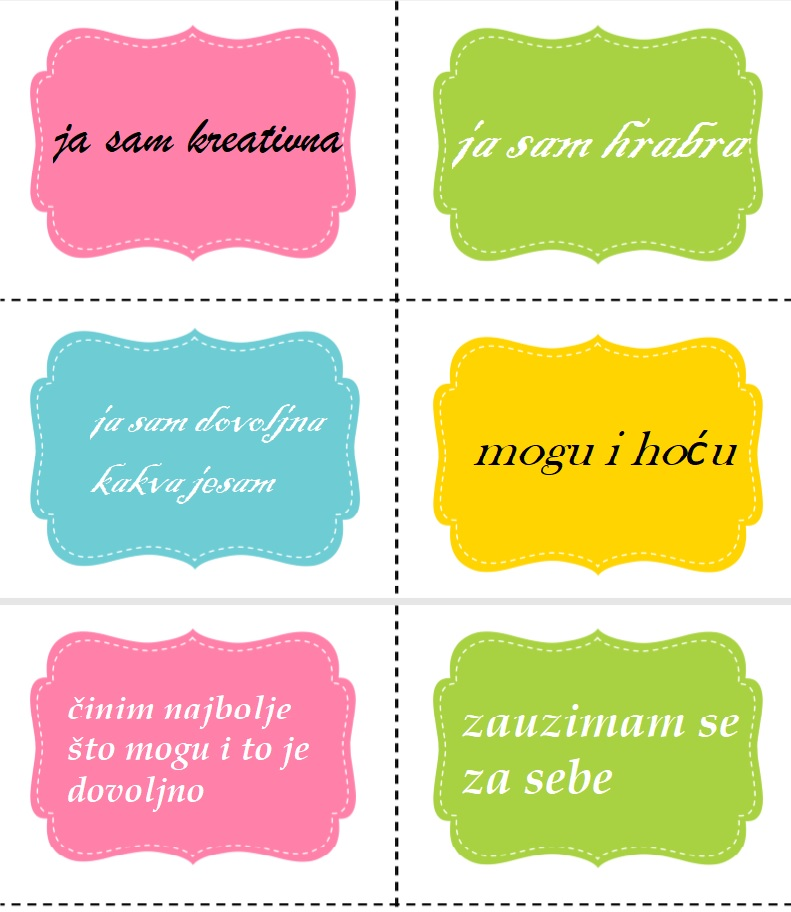 ja sam kreativna
ja sam hrabra
ja sam dovoljna
kakva jesam
mogu i hoću
činim najbolje
što mogu i to je
dovoljno
zauzimam se
za sebe